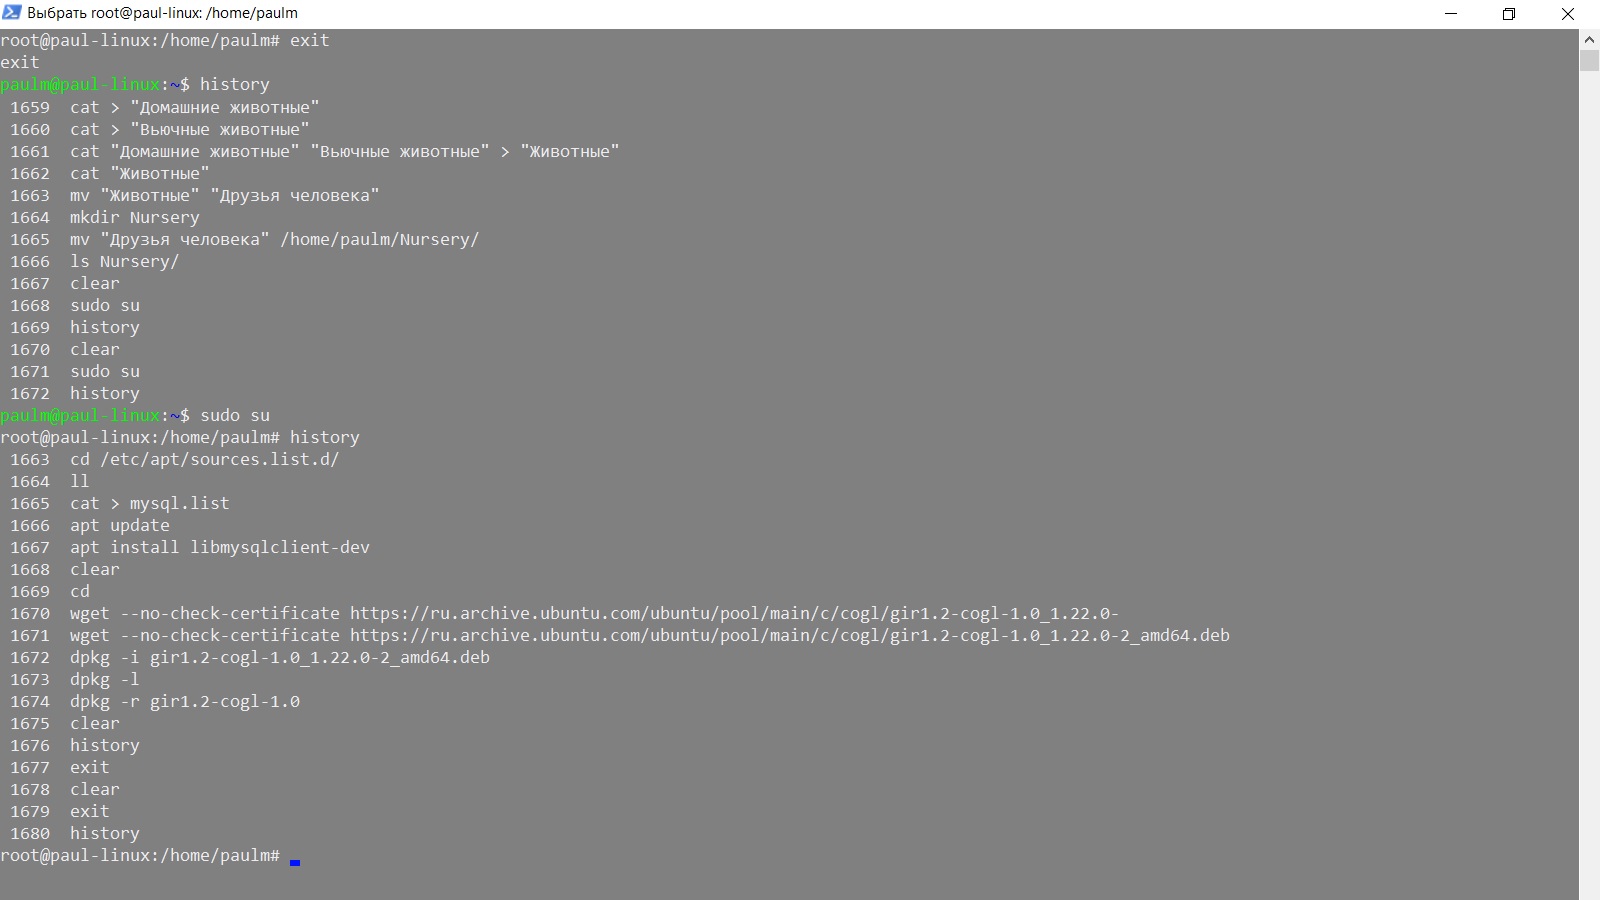 Выбрать root@paul-linux: /home/paulm
root@paul-linux:/home/paulm# exit
exit
paulm@paul-linux:~$ history
1659  cat > "Домашние животные"
1660  cat > "Вьючные животные"
1661  cat "Домашние животные" "Вьючные животные" > "Животные"
1662  cat "Животные"
1663  mv "Животные" "Друзья человека"
1664  mkdir Nursery
1665  mv "Друзья человека" /home/paulm/Nursery/
1666  ls Nursery/
1667  clear
1668  sudo su
1669  history
1670  clear
1671  sudo su
1672  history
paulm@paul-linux:~$ sudo su
root@paul-linux:/home/paulm# history
1663  cd /etc/apt/sources.list.d/
1664  ll
1665  cat > mysql.list
1666  apt update
1667  apt install libmysqlclient-dev
1668  clear
1669  cd
1670  wget --no-check-certificate https://ru.archive.ubuntu.com/ubuntu/pool/main/c/cogl/gir1.2-cogl-1.0_1.22.0-
1671  wget --no-check-certificate https://ru.archive.ubuntu.com/ubuntu/pool/main/c/cogl/gir1.2-cogl-1.0_1.22.0-2_amd64.deb
1672  dpkg -i gir1.2-cogl-1.0_1.22.0-2_amd64.deb
1673  dpkg -l
1674  dpkg -r gir1.2-cogl-1.0
1675  clear
1676  history
1677  exit
1678  clear
1679  exit
1680  history
root@paul-linux:/home/paulm#